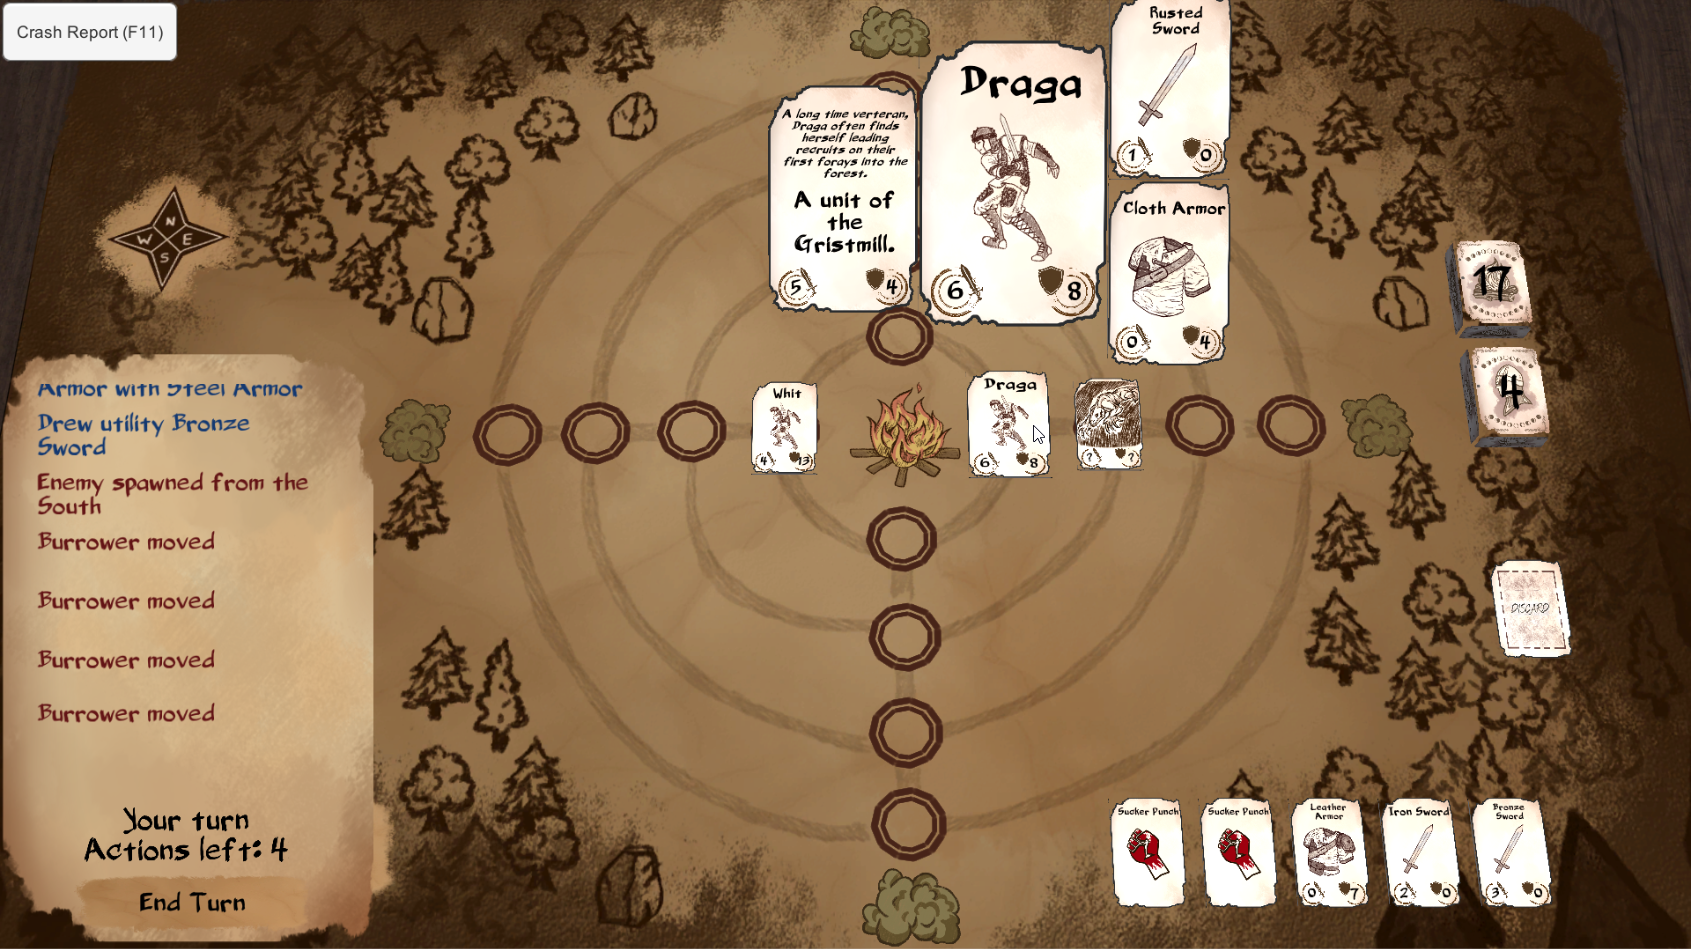 Crash Report (F11)
Rusted
Sword
1
0
Draga
6
8
A long time verteran,
Draga often finds
herself leading
recruits on their
first forays into the
forest.
A unit of
the
Gristmill.
5
4
Cloth Armor
0
4
N
W
E
S
17
4
Armor with Steel Armor
Drew utility Bronze
Sword
Enemy spawned from the
South
Burrower moved
Burrower moved
Burrower moved
Burrower moved
Whit
4
13
Draga
6
8
?
?
DISCARD
Your turn
Actions left: 4
End Turn
Sucker Punch
Sucker Punch
Leather
Armor
0
7
Iron Sword
2
0
Bronze
Sword
3
0